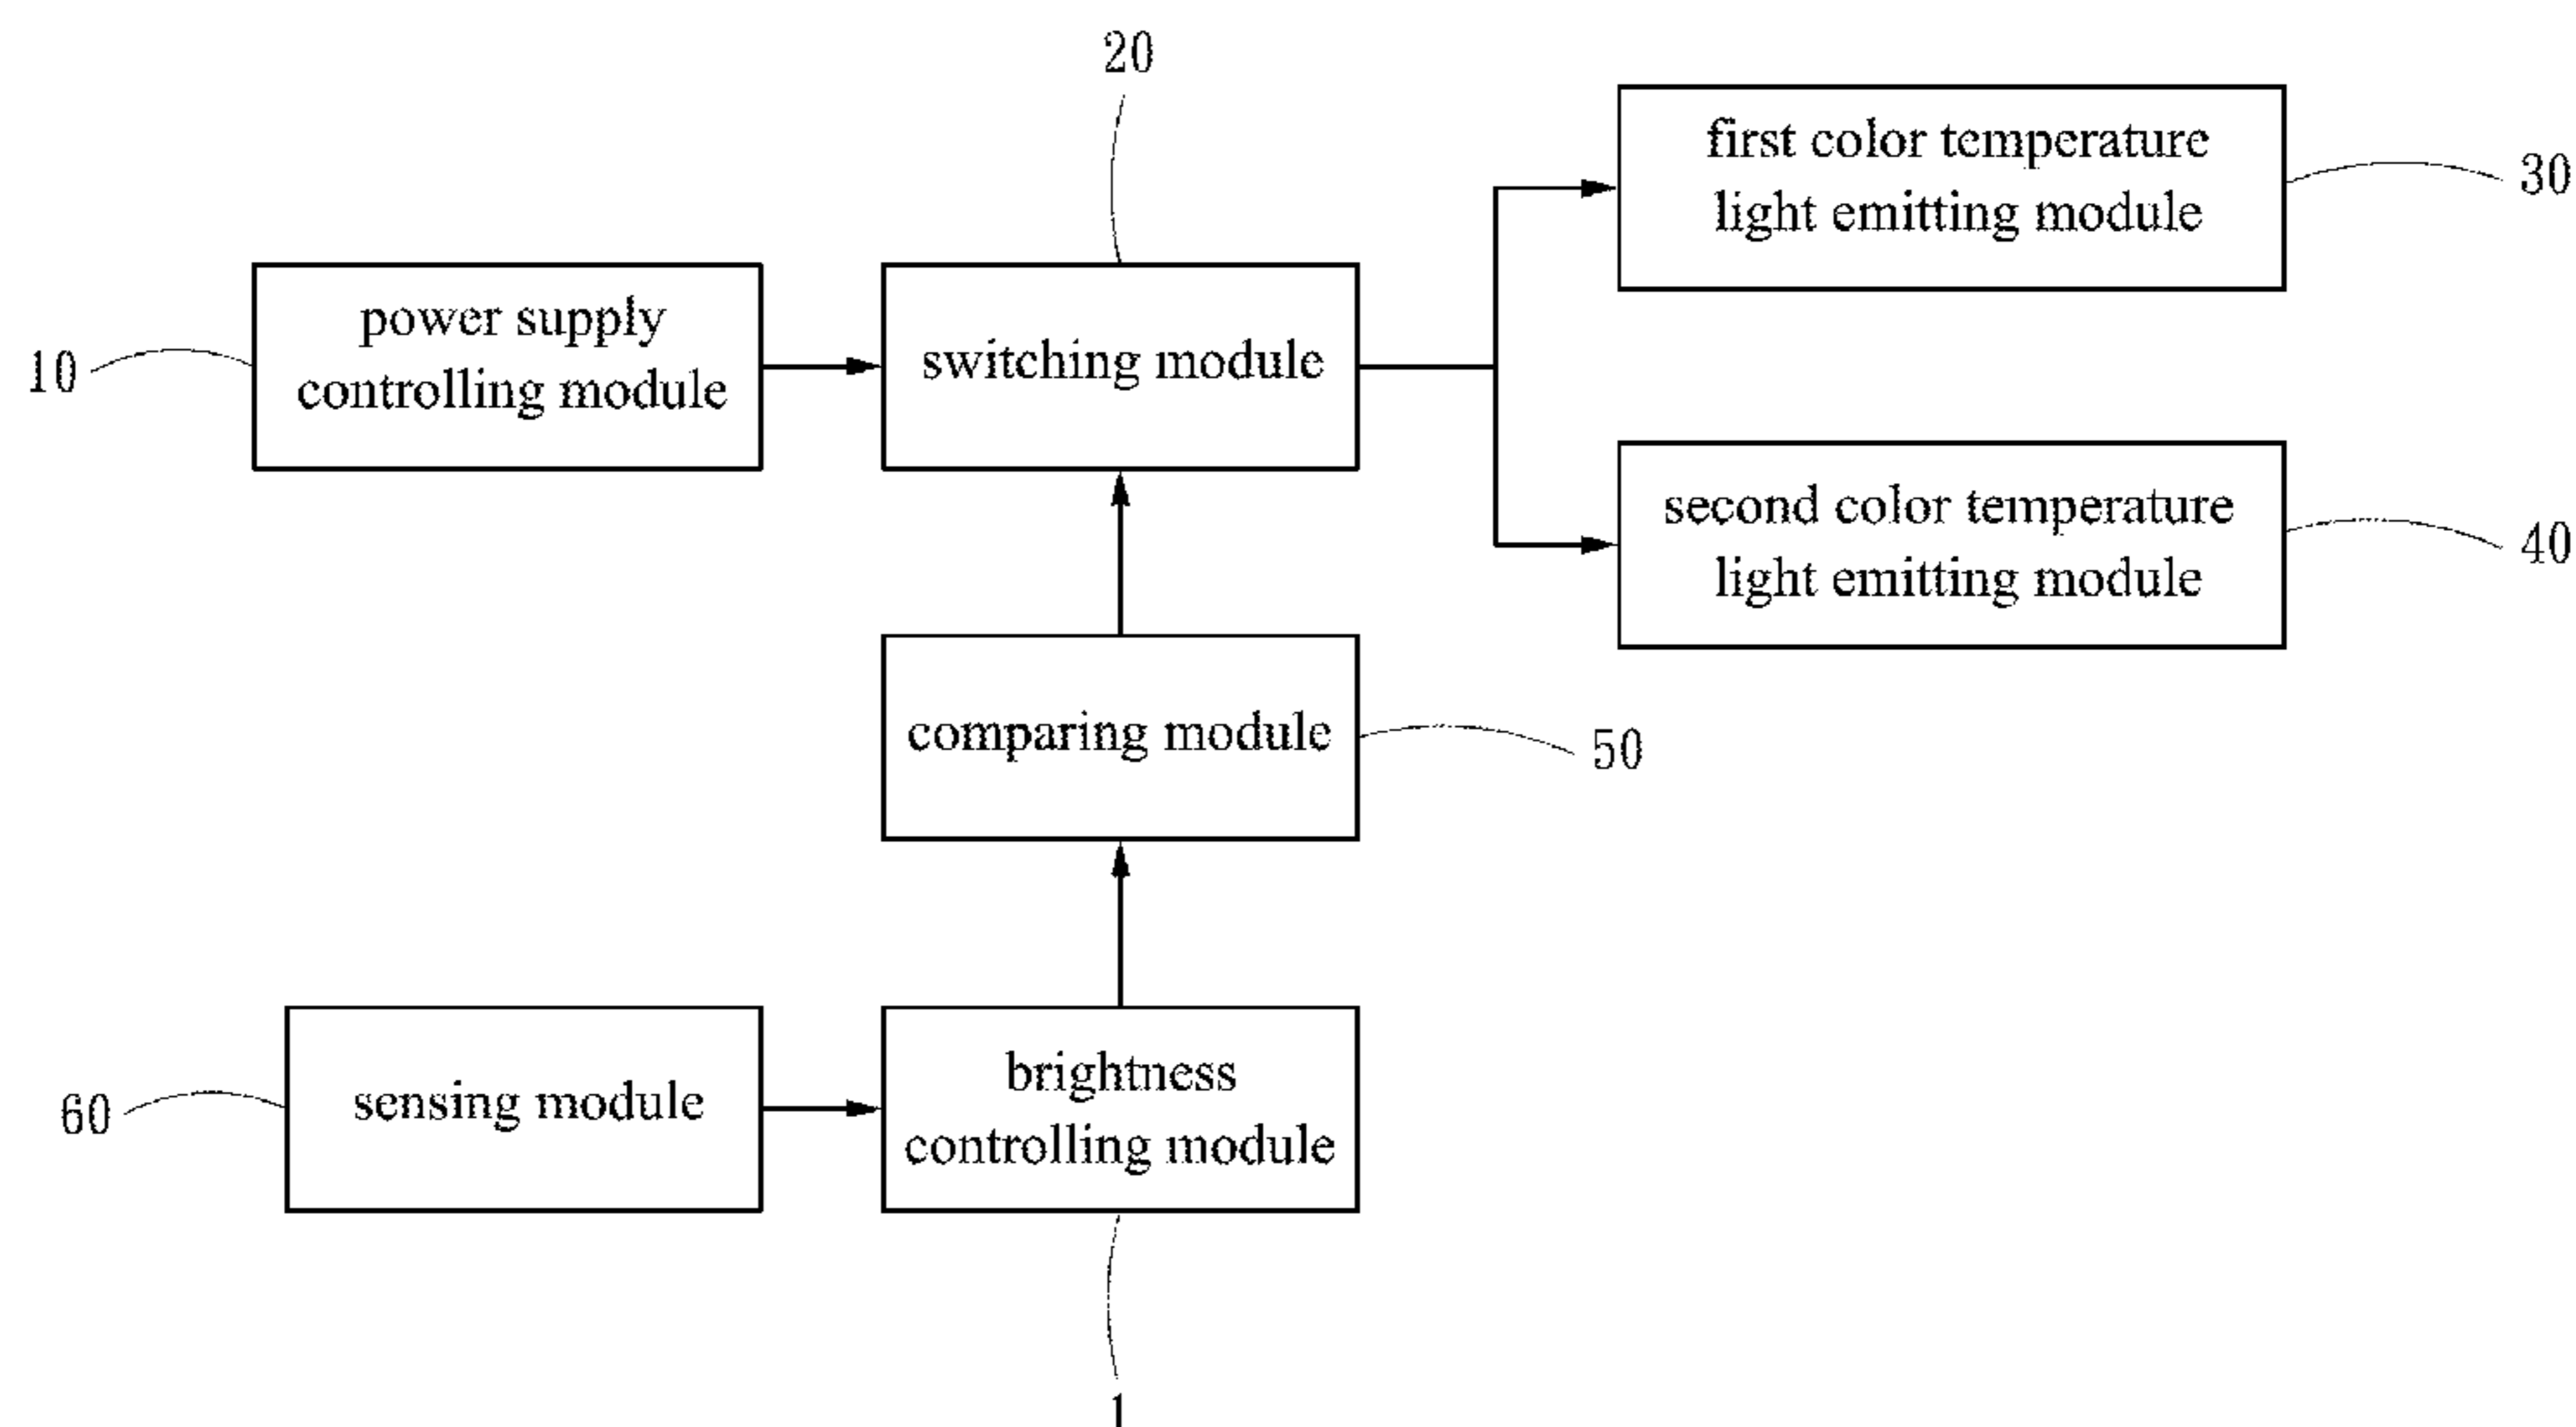 20
first color temperature
light emitting module
30
power supply
controlling module
10
switching module
second color temperature
light emitting module
40
comparing module
50
sensing module
60
brightness
controlling module
1